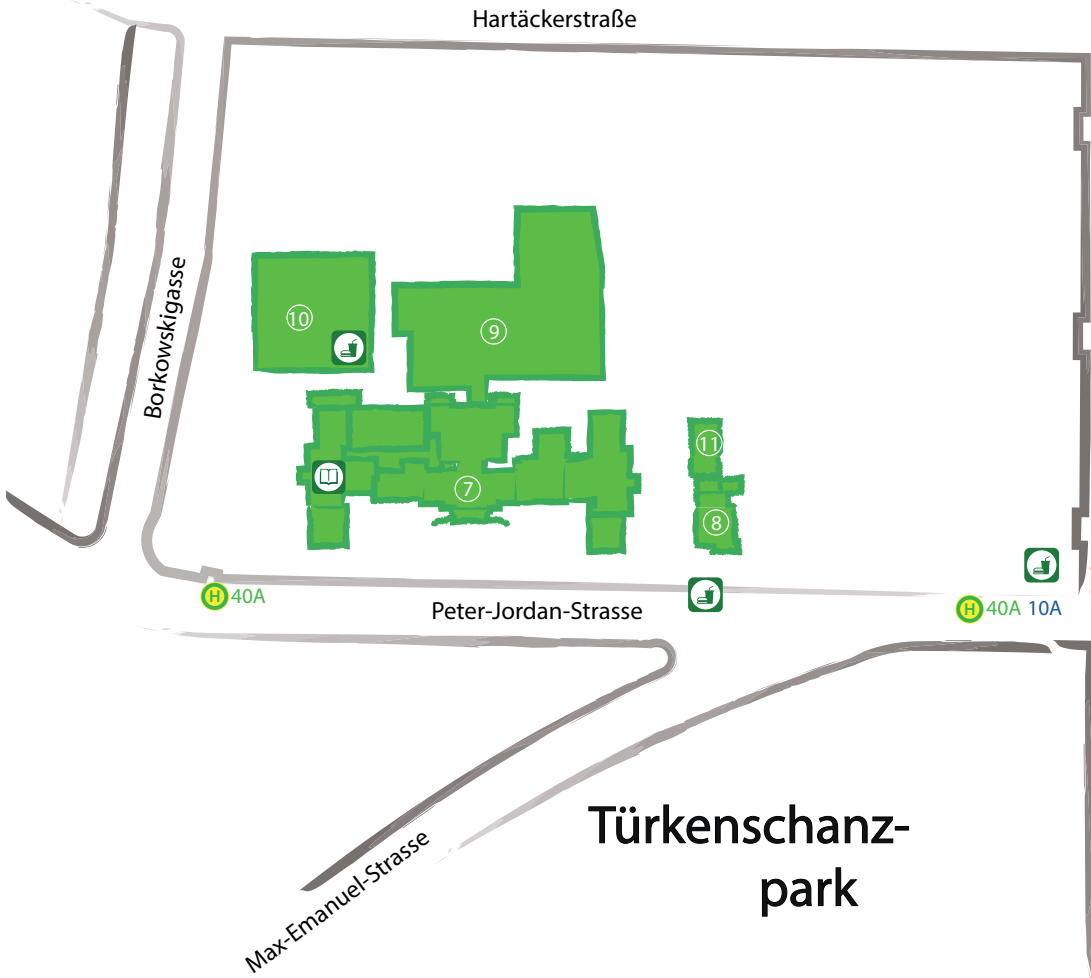 Hartäckerstraße
Borkowskigasse
10
9
11
7
8
H 40A
Peter-Jordan-Strasse
H 40A 10A
Türkenschanz-
park
Max-Emanuel-Strasse